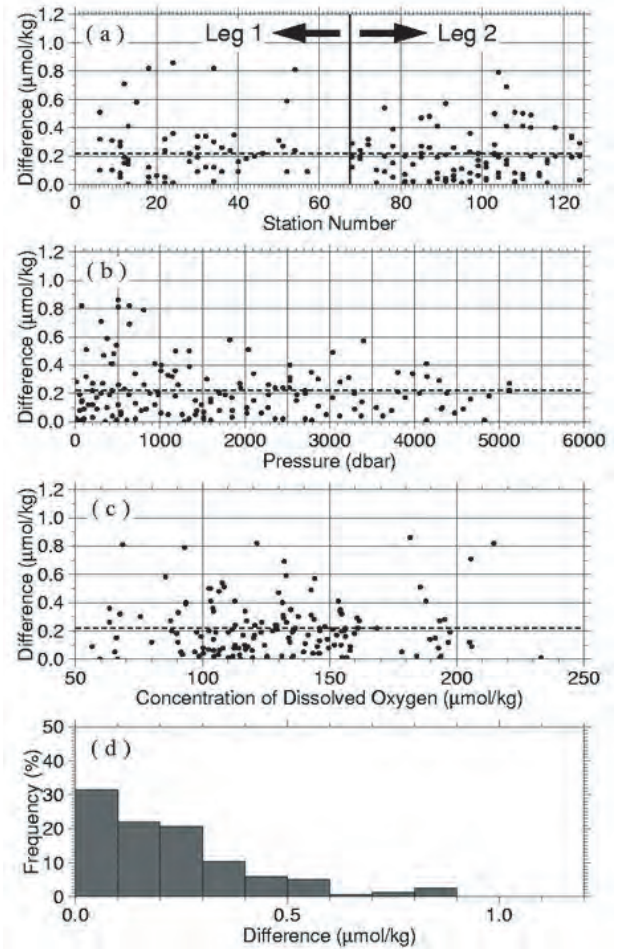 ( a )
Leg 1
Leg 2
Difference (µmol/kg)
1.2
1.0
0.8
0.6
0.4
0.2
0.0
0 20 40 60 80 100 120
Station Number
( b )
Difference (µmol/kg)
1.2
1.0
0.8
0.6
0.4
0.2
0.0
0 1000 2000 3000 4000 5000 6000
Pressure (dbar)
( c )
Difference (µmol/kg)
1.2
1.0
0.8
0.6
0.4
0.2
0.0
50 100 150 200 250
Concentration of Dissolved Oxygen (µmol/kg)
( d )
Frequency (%)
50
40
30
20
10
0
0.0 0.5 1.0
Difference (µmol/kg)